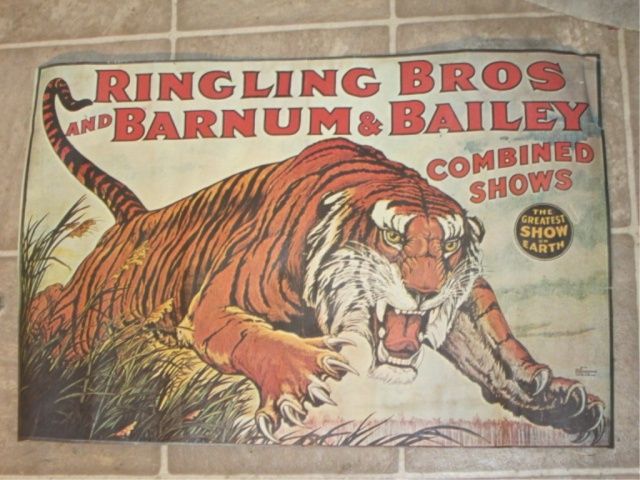 RINGLING BROS
AND BARNUM & BAILEY
COMBINED
SHOWS
THE
GREATEST
SHOW
ON
EARTH